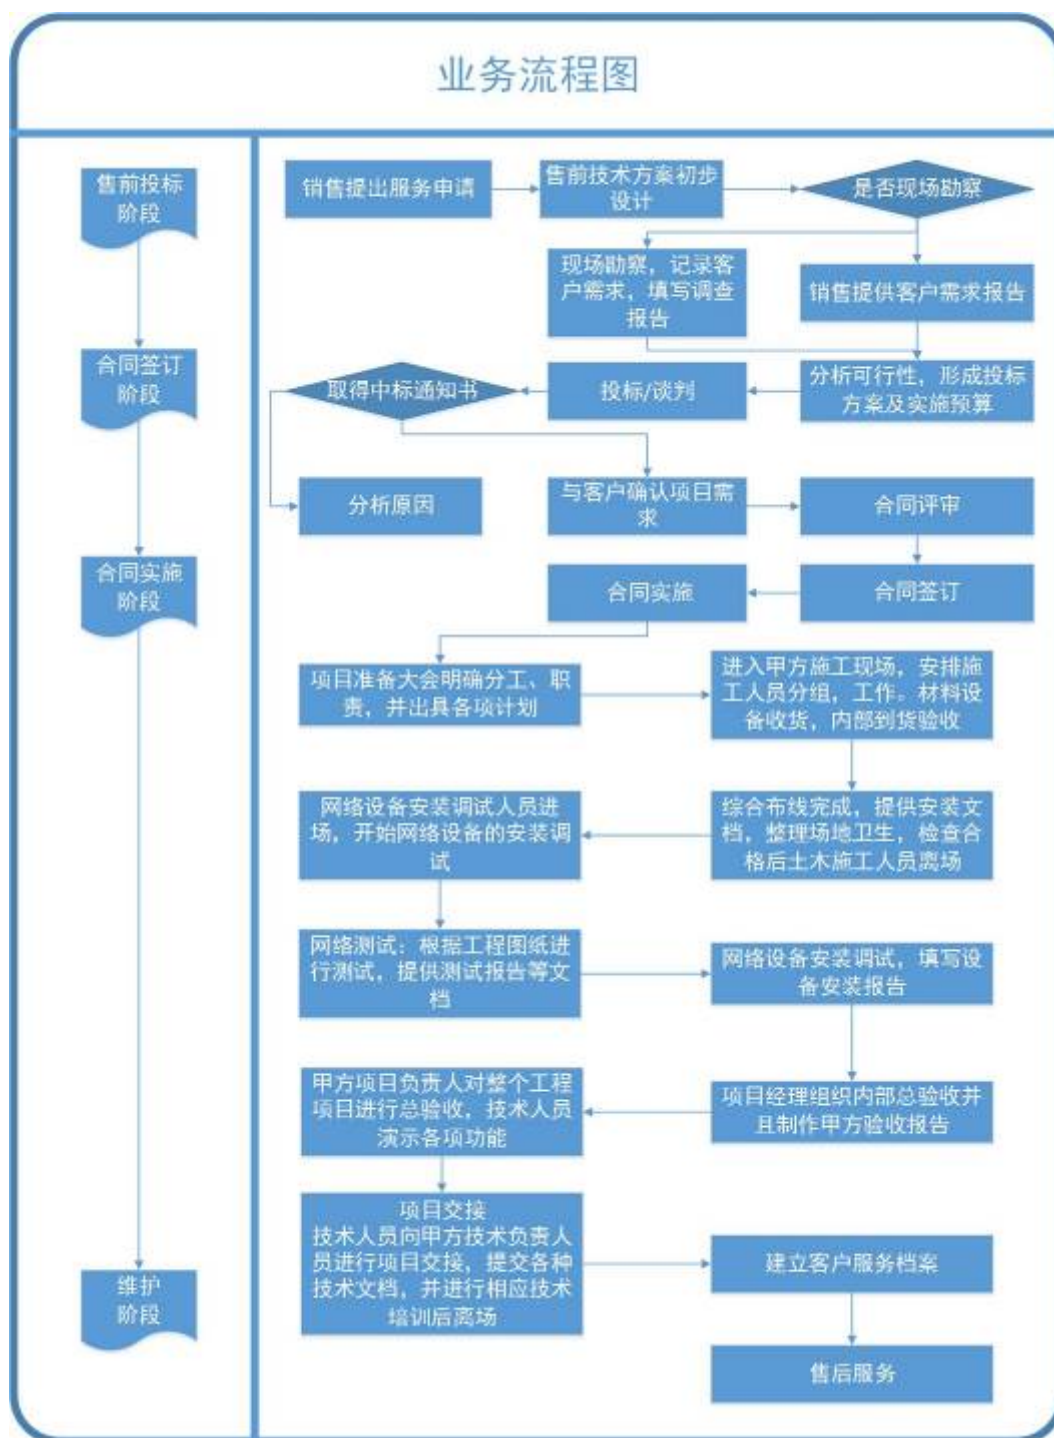 业务流程图
售前投标
阶段
合同签订
阶段
合同实施
阶段
维护
阶段
销售提出服务申请
售前技术方案初步
设计
是否现场勘察
现场勘察，记录客
户需求，填写调查
报告
销售提供客户需求报告
取得中标通知书
投标/谈判
分析可行性，形成投标
方案及实施预算
分析原因
与客户确认项目需
求
合同评审
合同实施
合同签订
项目准备大会明确分工、职
责，并出具各项计划
进入甲方施工现场，安排施
工人员分组，工作。材料设
备收货，内部到货验收
网络设备安装调试人员进
场，开始网络设备的安装调
试
综合布线完成，提供安装文
档，整理场地卫生，检查合
格后土木施工人员离场
网络测试：根据工程图纸进
行测试，提供测试报告等文
档
网络设备安装调试，填写设
备安装报告
甲方项目负责人对整个工程
项目进行总验收，技术人员
演示各项功能
项目经理组织内部总验收并
且制作甲方验收报告
项目交接
技术人员向甲方技术负责人
员进行项目交接，提交各种
技术文档，并进行相应技术
培训后离场
建立客户服务档案
售后服务